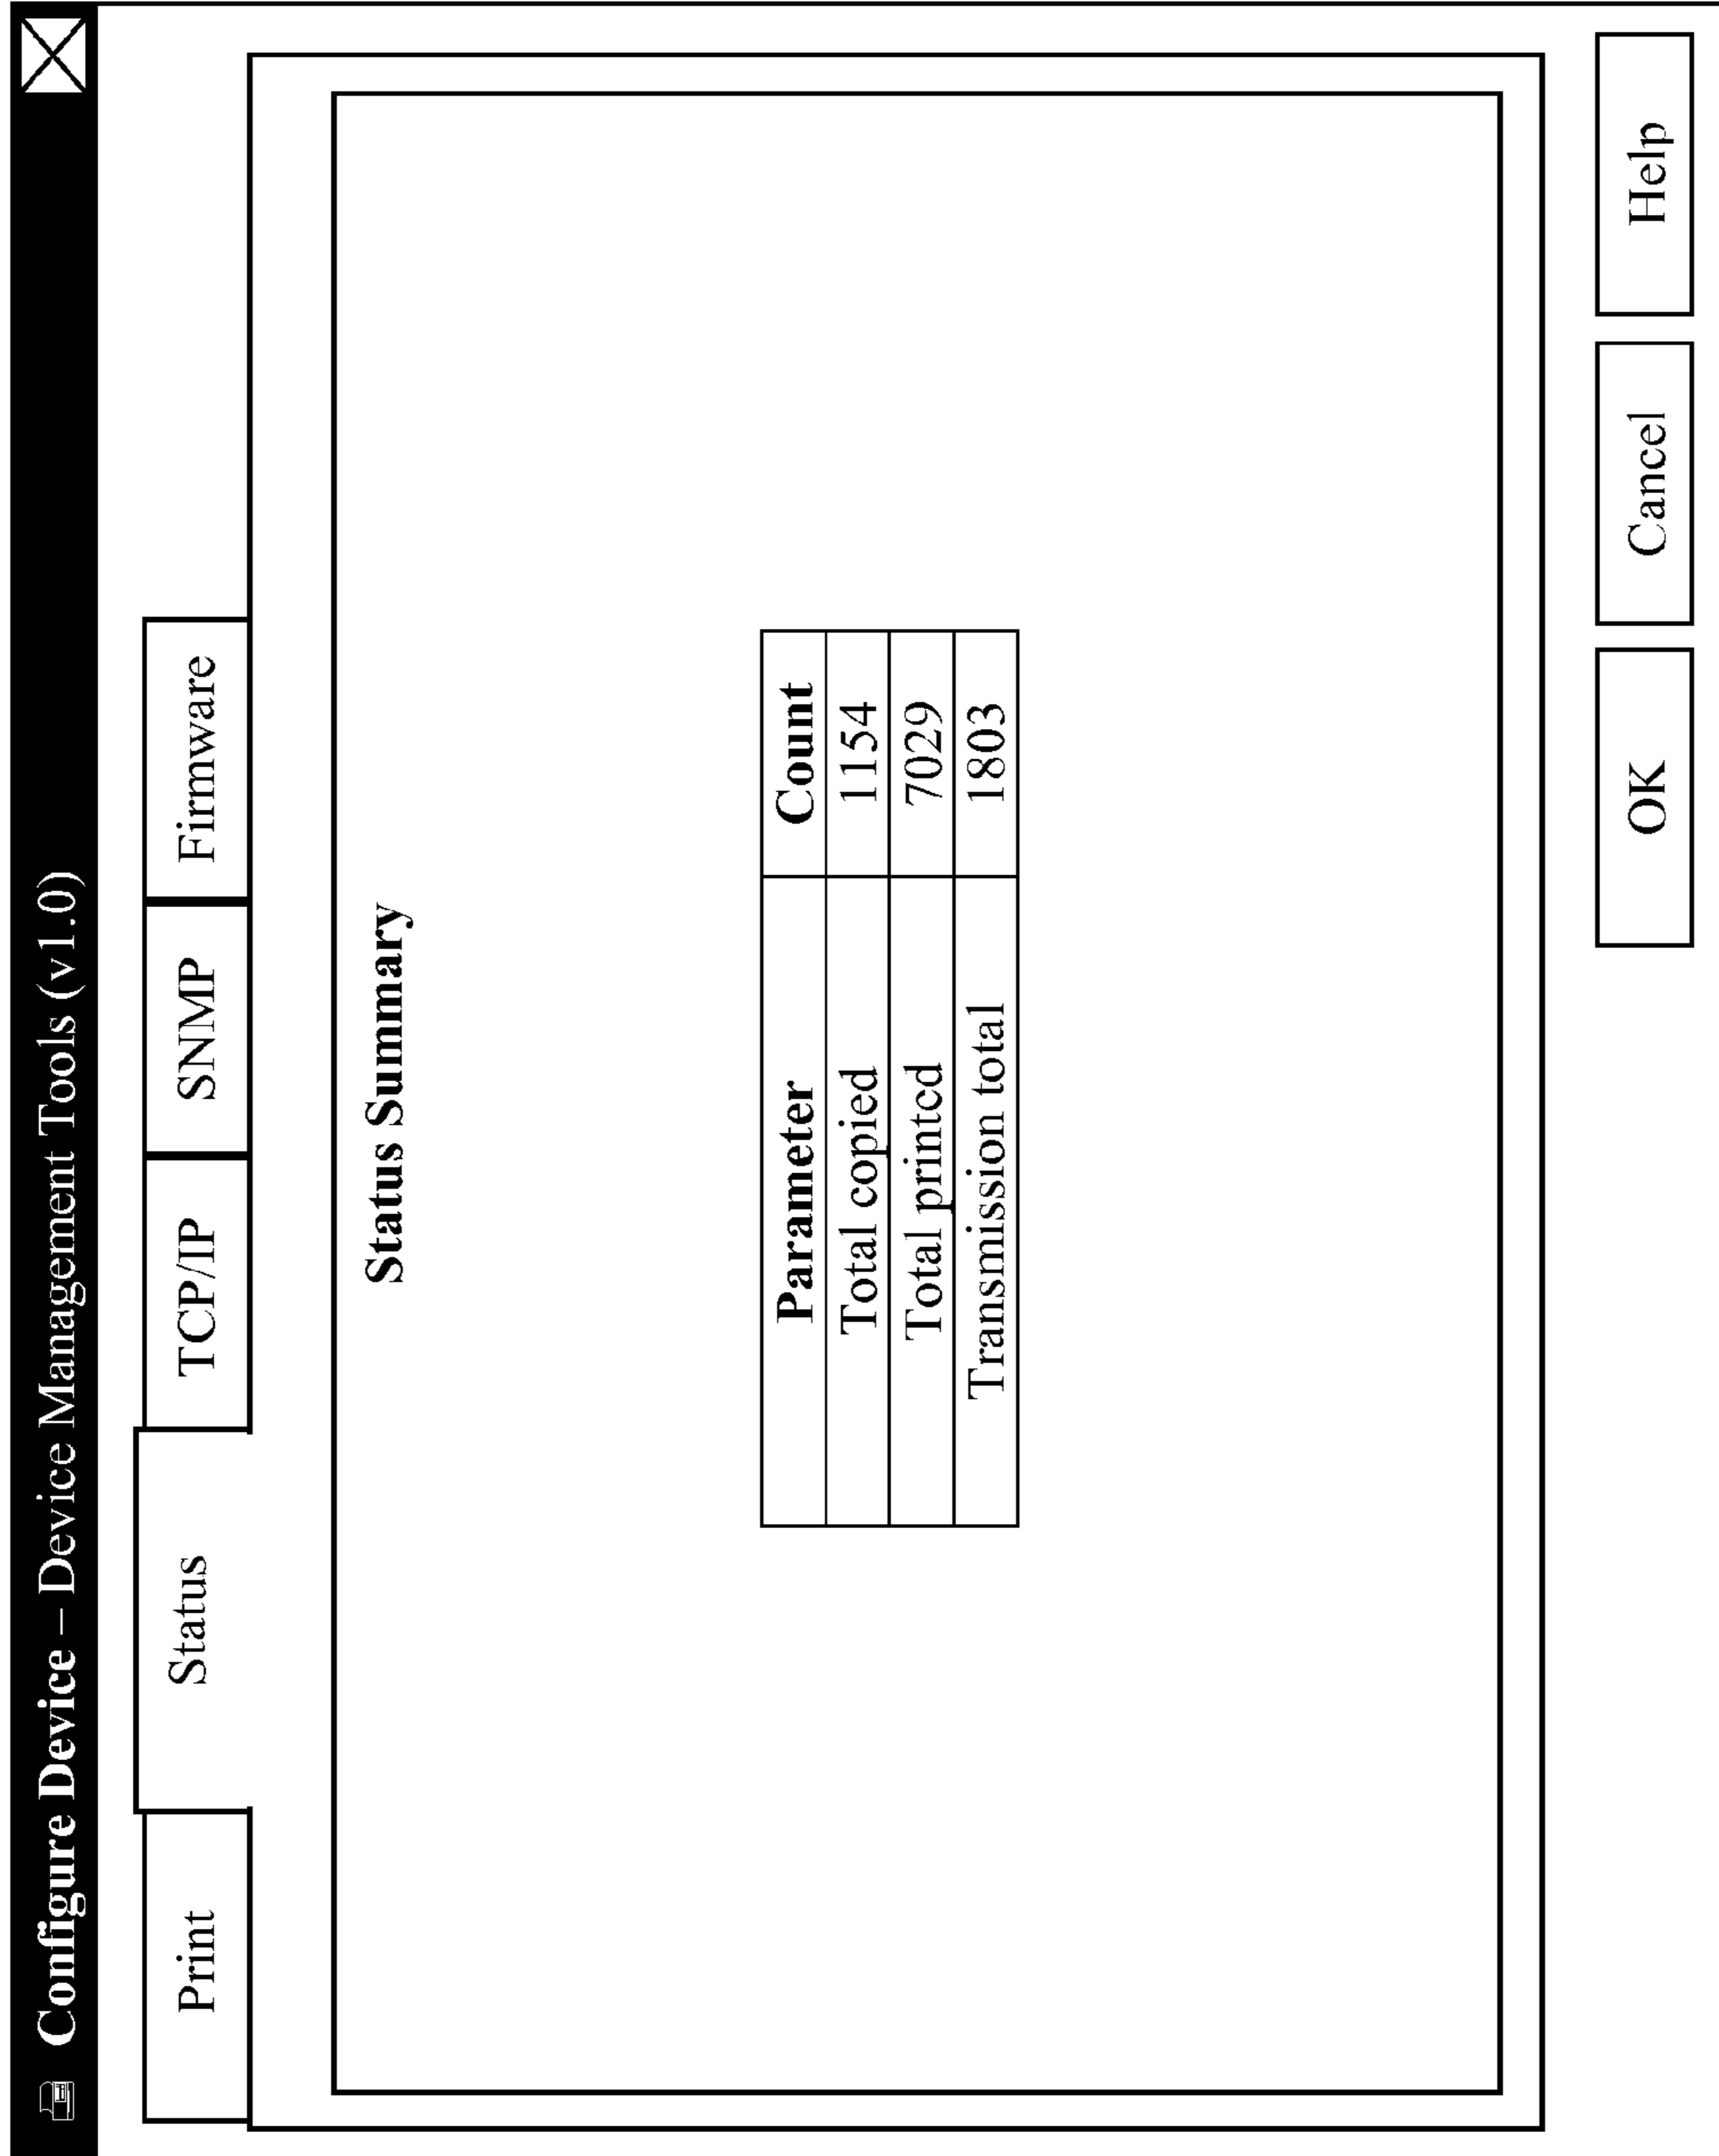 Configure Device – Device Management Tools (v1.0)
Print Status TCP/IP SNMP Firmware
Status Summary
Parameter Count
Total copied 1154
Total printed 7029
Transmission total 1803
OK Cancel Help